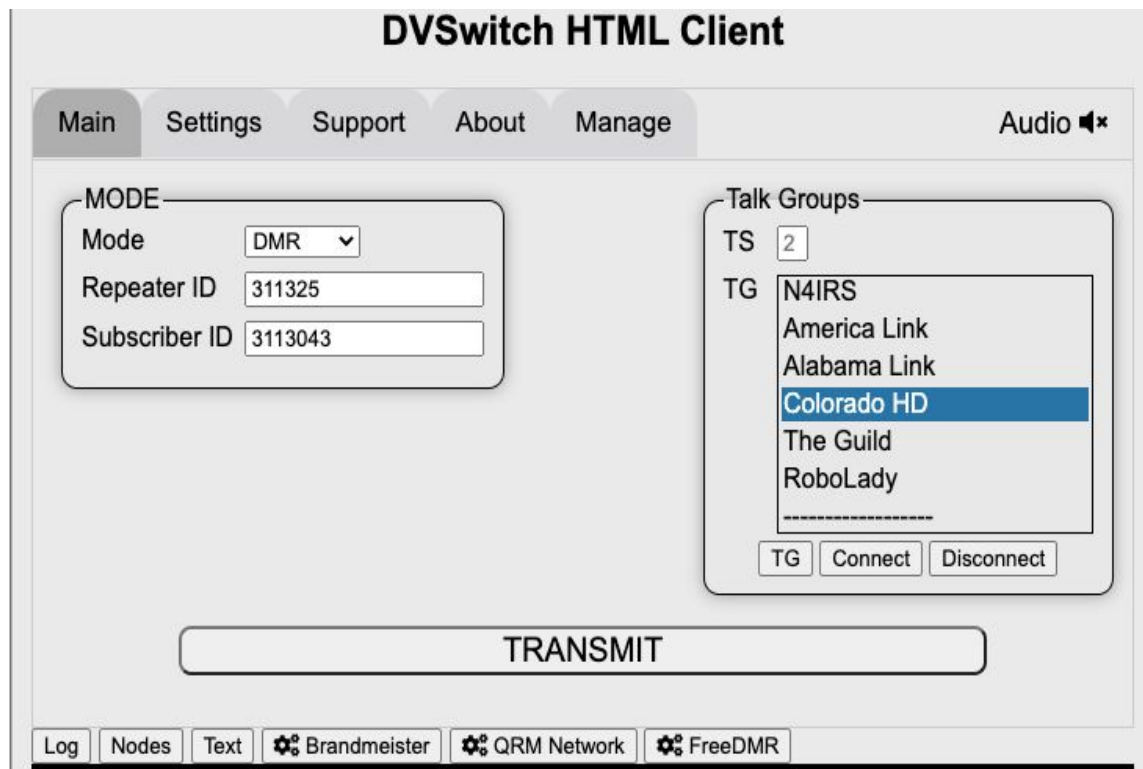 DVSwitch HTML Client
Main Settings Support About Manage Audio
MODE
Mode DMR
Repeater ID 311325
Subscriber ID 3113043
Talk Groups
TS 2
TG N4IRS
America Link
Alabama Link
Colorado HD
The Guild
RoboLady
------------------
TG Connect Disconnect
TRANSMIT
Log Nodes Text Brandmeister QRM Network FreeDMR